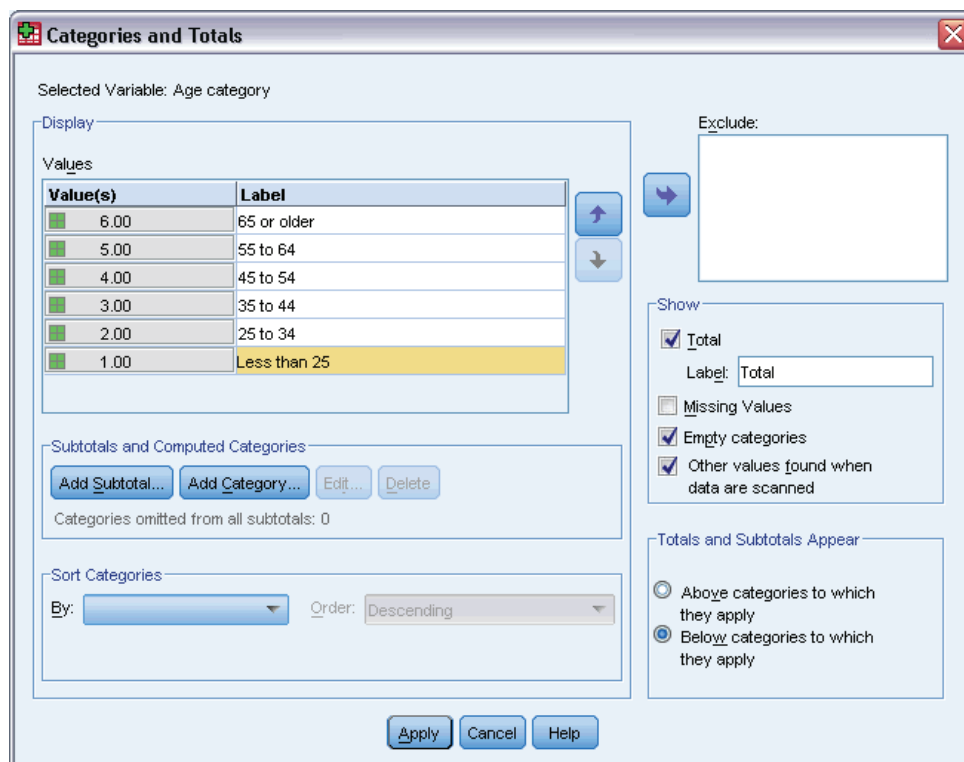 Categories and Totals
Selected Variable: Age category
Display
Values
Value(s) Label
6.00 65 or older
5.00 55 to 64
4.00 45 to 54
3.00 35 to 44
2.00 25 to 34
1.00 Less than 25
Subtotals and Computed Categories
Add Subtotal... Add Category... Edit... Delete
Categories omitted from all subtotals: 0
Sort Categories
By: Order: Descending
Exclude:
Show
Total
Label: Total
Missing Values
Empty categories
Other values found when
data are scanned
Totals and Subtotals Appear
Above categories to which
they apply
Below categories to which
they apply
Apply Cancel Help